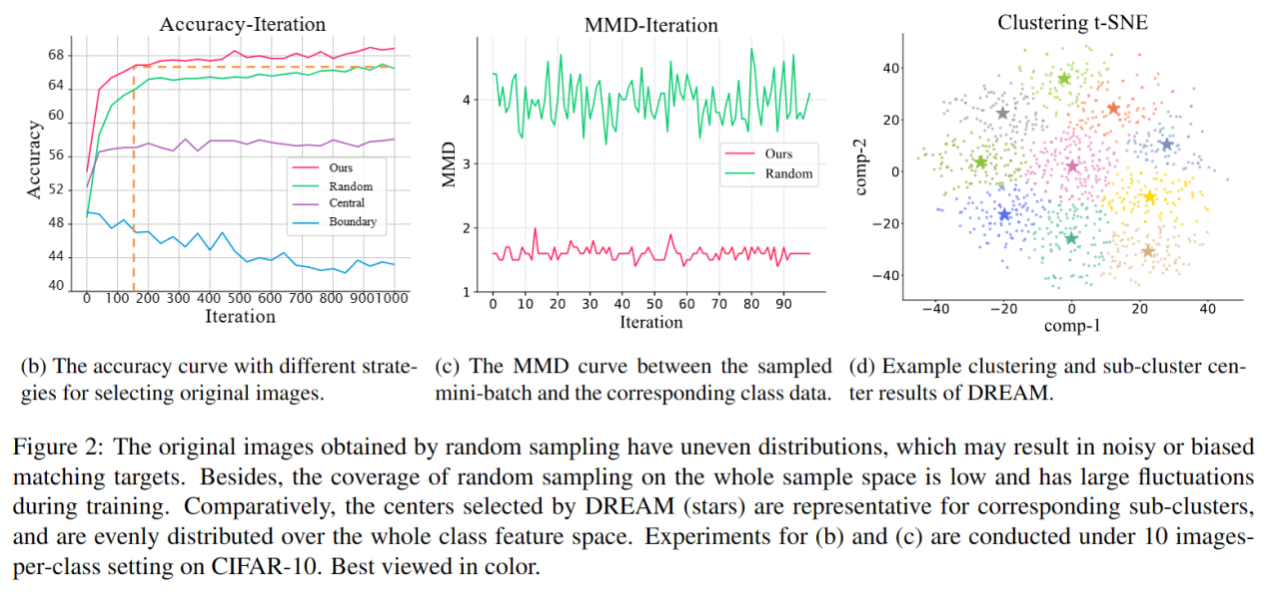 Accuracy-Iteration
68
64
60
56
52
48
44
40
Accuracy
0 100 200 300 400 500 600 700 800 900 1000
Iteration
Ours
Random
Central
Boundary
MMD-Iteration
4
3
2
1
MMD
0 10 20 30 40 50 60 70 80 90
Iteration
Ours
Random
Clustering t-SNE
40
20
0
−20
−40
comp-2
−40 −20 0 20 40
comp-1
(b) The accuracy curve with different strate-
gies for selecting original images.
(c) The MMD curve between the sampled
mini-batch and the corresponding class data.
(d) Example clustering and sub-cluster cen-
ter results of DREAM.
Figure 2: The original images obtained by random sampling have uneven distributions, which may result in noisy or biased
matching targets. Besides, the coverage of random sampling on the whole sample space is low and has large fluctuations
during training. Comparatively, the centers selected by DREAM (stars) are representative for corresponding sub-clusters,
and are evenly distributed over the whole class feature space. Experiments for (b) and (c) are conducted under 10 images-
per-class setting on CIFAR-10. Best viewed in color.